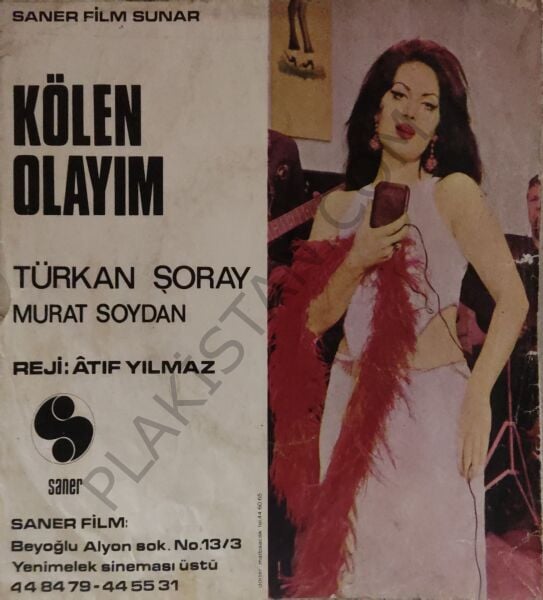 SANER FİLM SUNAR
KÖLEN
OLAYIM
TÜRKAN ŞORAY
MURAT SOYDAN
REJİ: ÂTIF YILMAZ
saner
SANER FİLM:
Beyoğlu Alyon sok. No.13/3
Yenimelek sineması üstü
44 84 79 - 44 55 31
PLAKİSTAN.COM